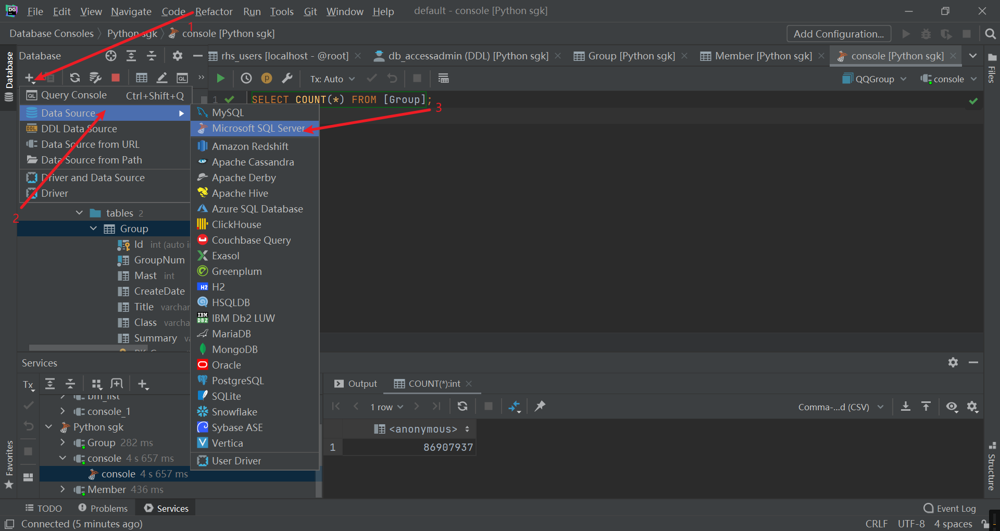 DG File Edit View Navigate Code Refactor Run Tools Git Window Help default - console [Python sgk]
1
Database Consoles Python sgk console [Python sgk] Add Configuration...
Database rhs_users [localhost - @root] db_accessadmin (DDL) [Python sgk] Group [Python sgk] Member [Python sgk] console [Python sgk]
Database
Files
QL p Tx: Auto QQGroup console
QL Query Console Ctrl+Shift+Q
1 SELECT COUNT(*) FROM [Group];
3
Data Source
DDL DDL Data Source
Data Source from URL
Data Source from Path
Driver and Data Source
Driver
2
MySQL
Microsoft SQL Server
Amazon Redshift
Apache Cassandra
Apache Derby
Apache Hive
Azure SQL Database
ClickHouse
Couchbase Query
Exasol
Greenplum
H2 H2
HSQLDB
IBM DB2 IBM Db2 LUW
MariaDB
MongoDB
Oracle
PostgreSQL
SQLite
Snowflake
Sybase ASE
Vertica
User Driver
tables 2
Group
Id int (auto i
GroupNum
Mast int
CreateDate
Title varchar
Class varcha
Summary va
Services
Tx
bm_list
console_1
Python sgk
Group 282 ms
console 4 s 657 ms
console 4 s 657 ms
Member 436 ms
Output COUNT(*):int
1 row Comma-...d (CSV)
<anonymous>
1 86907937
Favorites
Structure
TODO Problems Services Event Log
Connected (5 minutes ago) CRLF UTF-8 4 spaces